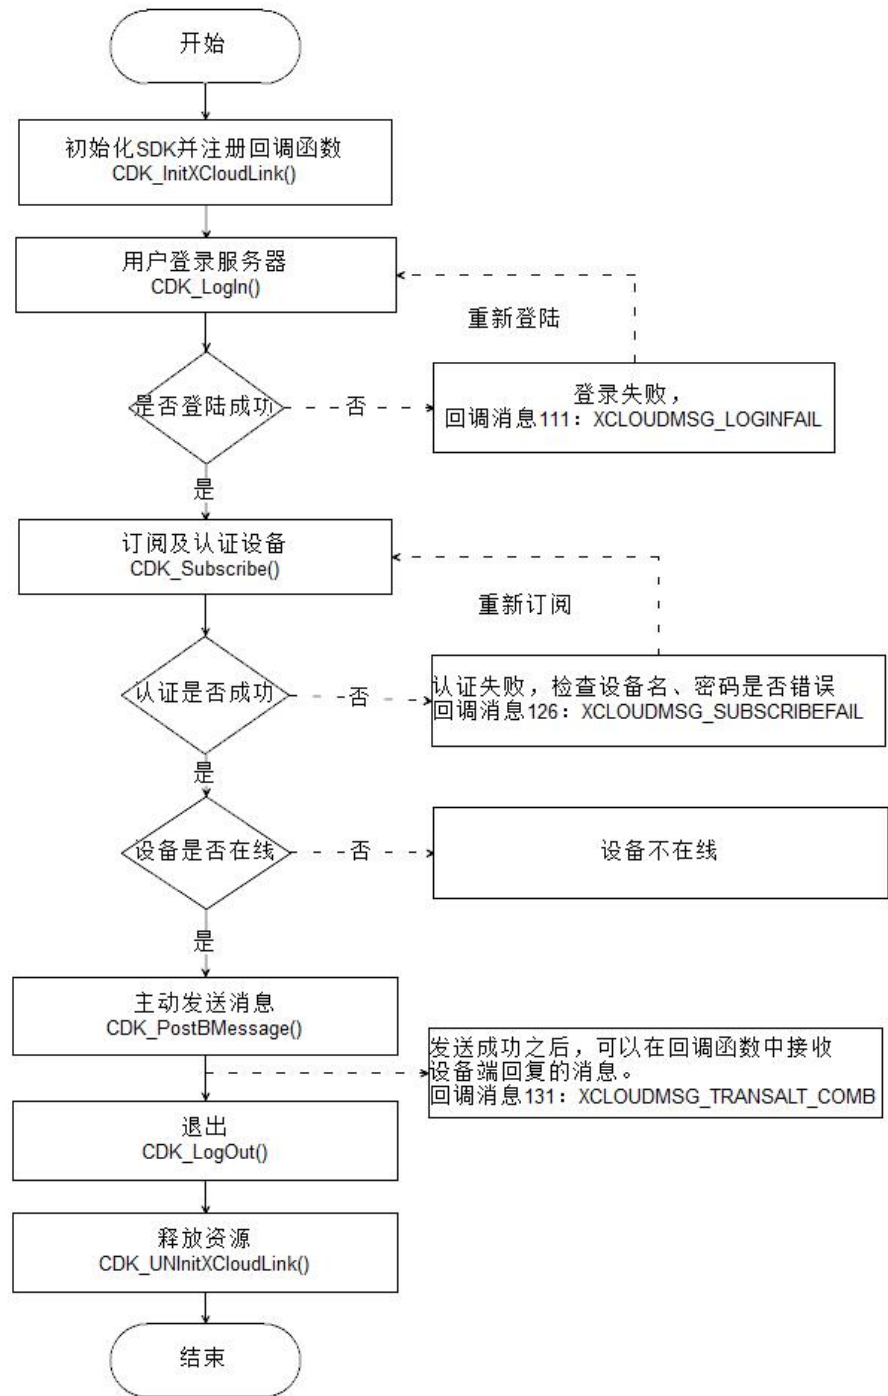 开始
初始化SDK并注册回调函数
CDK_InitXCloudLink()
用户登录服务器
CDK_LogIn()
重新登陆
是否登陆成功
否
登录失败，
回调消息111：XCLOUDMSG_LOGINFAIL
是
订阅及认证设备
CDK_Subscribe()
重新订阅
认证是否成功
否
认证失败，检查设备名、密码是否错误
回调消息126：XCLOUDMSG_SUBSCRIBEFAIL
是
设备是否在线
否
设备不在线
是
主动发送消息
CDK_PostBMessage()
发送成功之后，可以在回调函数中接收
设备端回复的消息。
回调消息131：XCLOUDMSG_TRANSALT_COMB
退出
CDK_LogOut()
释放资源
CDK_UNInitXCloudLink()
结束